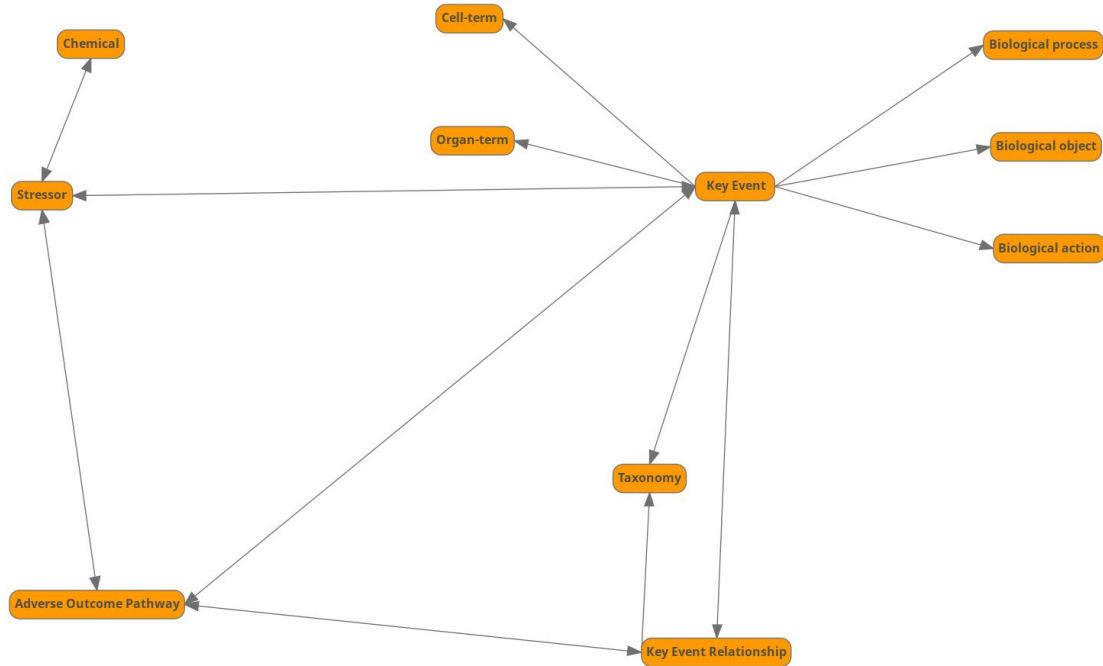 Cell-term
Chemical
Biological process
Organ-term
Biological object
Key Event
Stressor
Biological action
Taxonomy
Adverse Outcome Pathway
Key Event Relationship